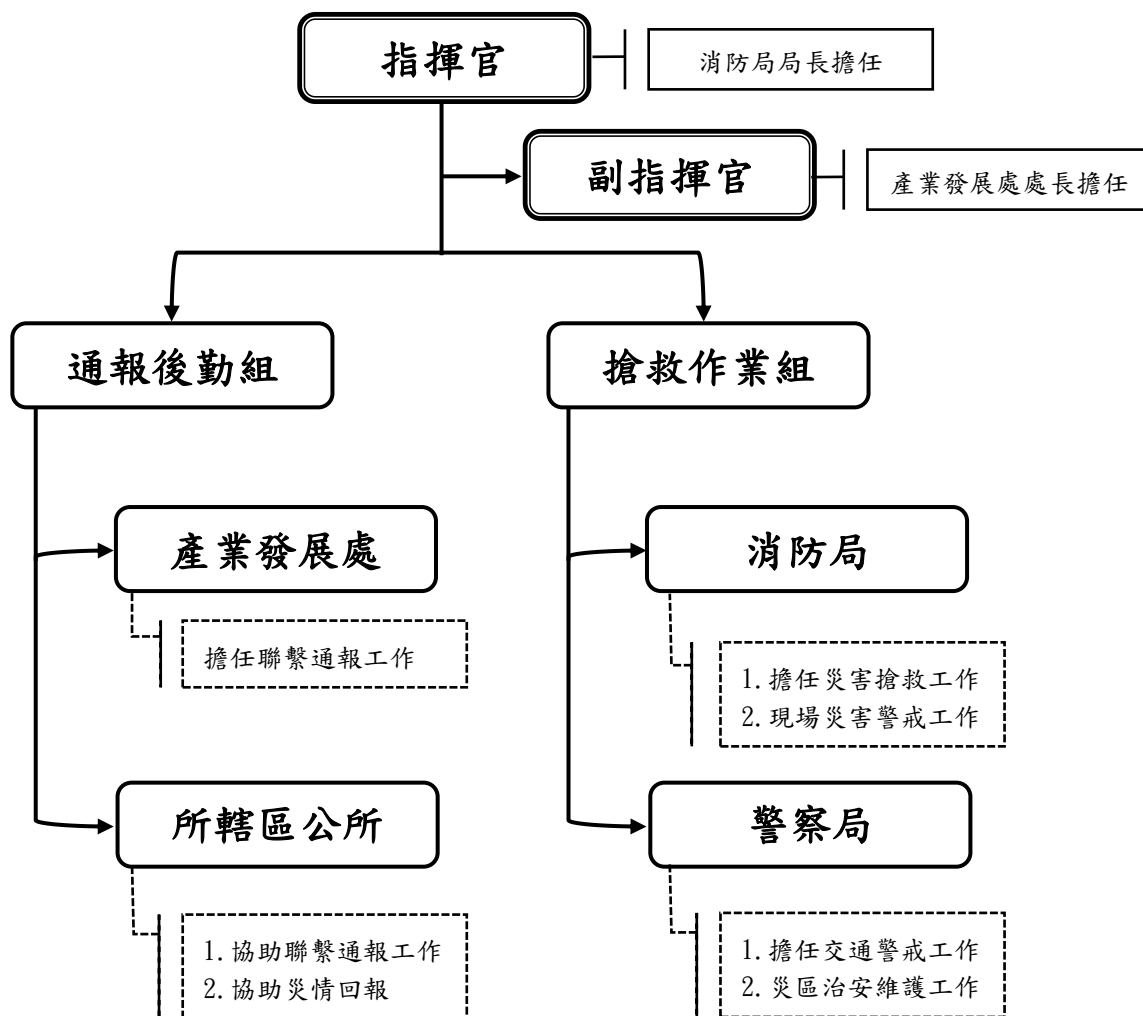 指揮官
消防局局長擔任
副指揮官
產業發展處處長擔任
通報後勤組
搶救作業組
產業發展處
消防局
擔任聯繫通報工作
1.擔任災害搶救工作
2.現場災害警戒工作
所轄區公所
警察局
1.協助聯繫通報工作
2.協助災情回報
1.擔任交通警戒工作
2.災區治安維護工作